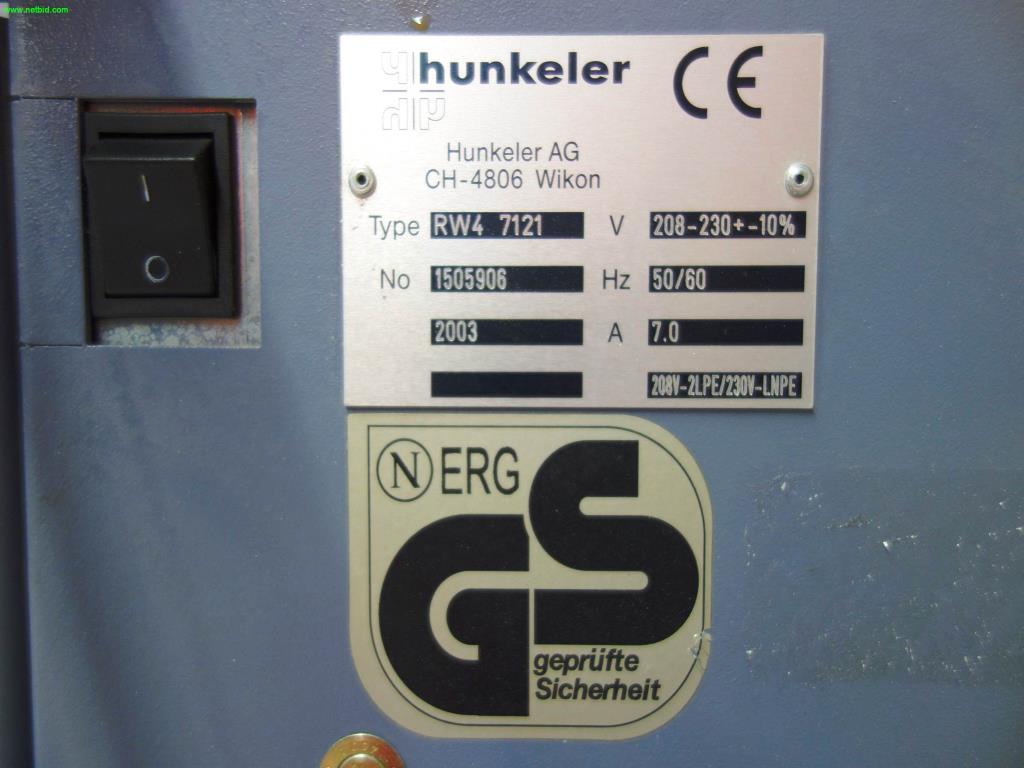 www.netbid.com
hunkeler CE
Hunkeler AG
CH-4806 Wikon
Type RW4 7121 V 208-230+-10%
No 1505906 Hz 50/60
2003 A 7.0
208V-2LPE/230V-LNPE
N ERG
GS
geprüfte
Sicherheit